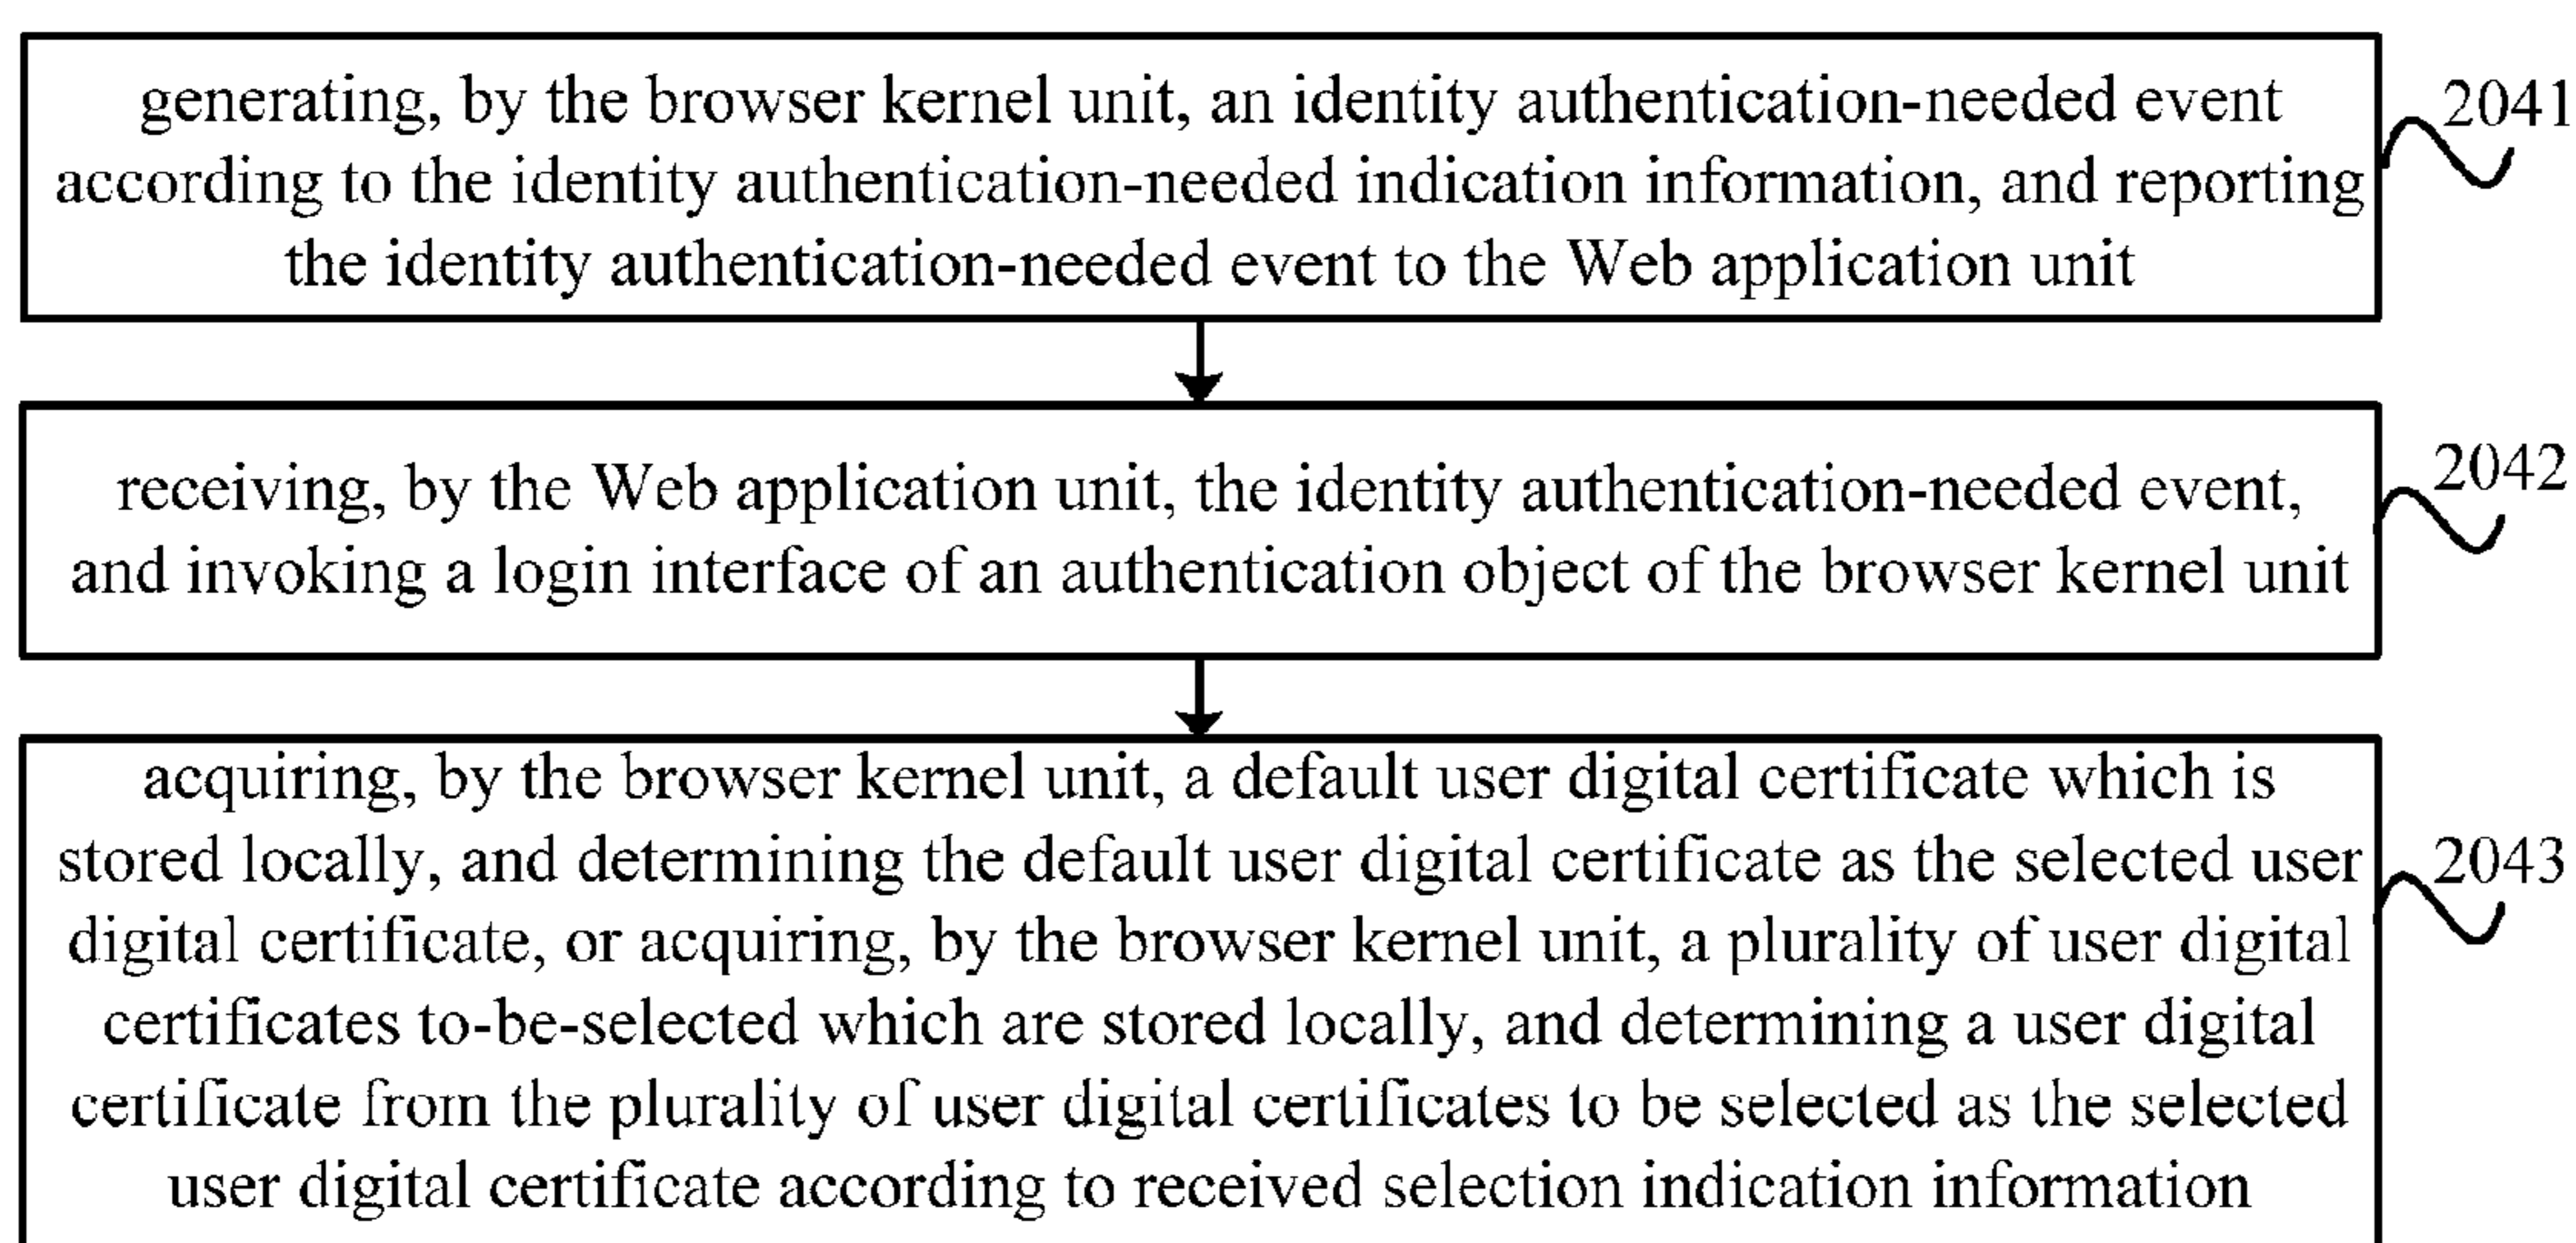 generating, by the browser kernel unit, an identity authentication-needed event
according to the identity authentication-needed indication information, and reporting
the identity authentication-needed event to the Web application unit
2041
receiving, by the Web application unit, the identity authentication-needed event,
and invoking a login interface of an authentication object of the browser kernel unit
2042
acquiring, by the browser kernel unit, a default user digital certificate which is
stored locally, and determining the default user digital certificate as the selected user
digital certificate, or acquiring, by the browser kernel unit, a plurality of user digital
certificates to-be-selected which are stored locally, and determining a user digital
certificate from the plurality of user digital certificates to be selected as the selected
user digital certificate according to received selection indication information
2043